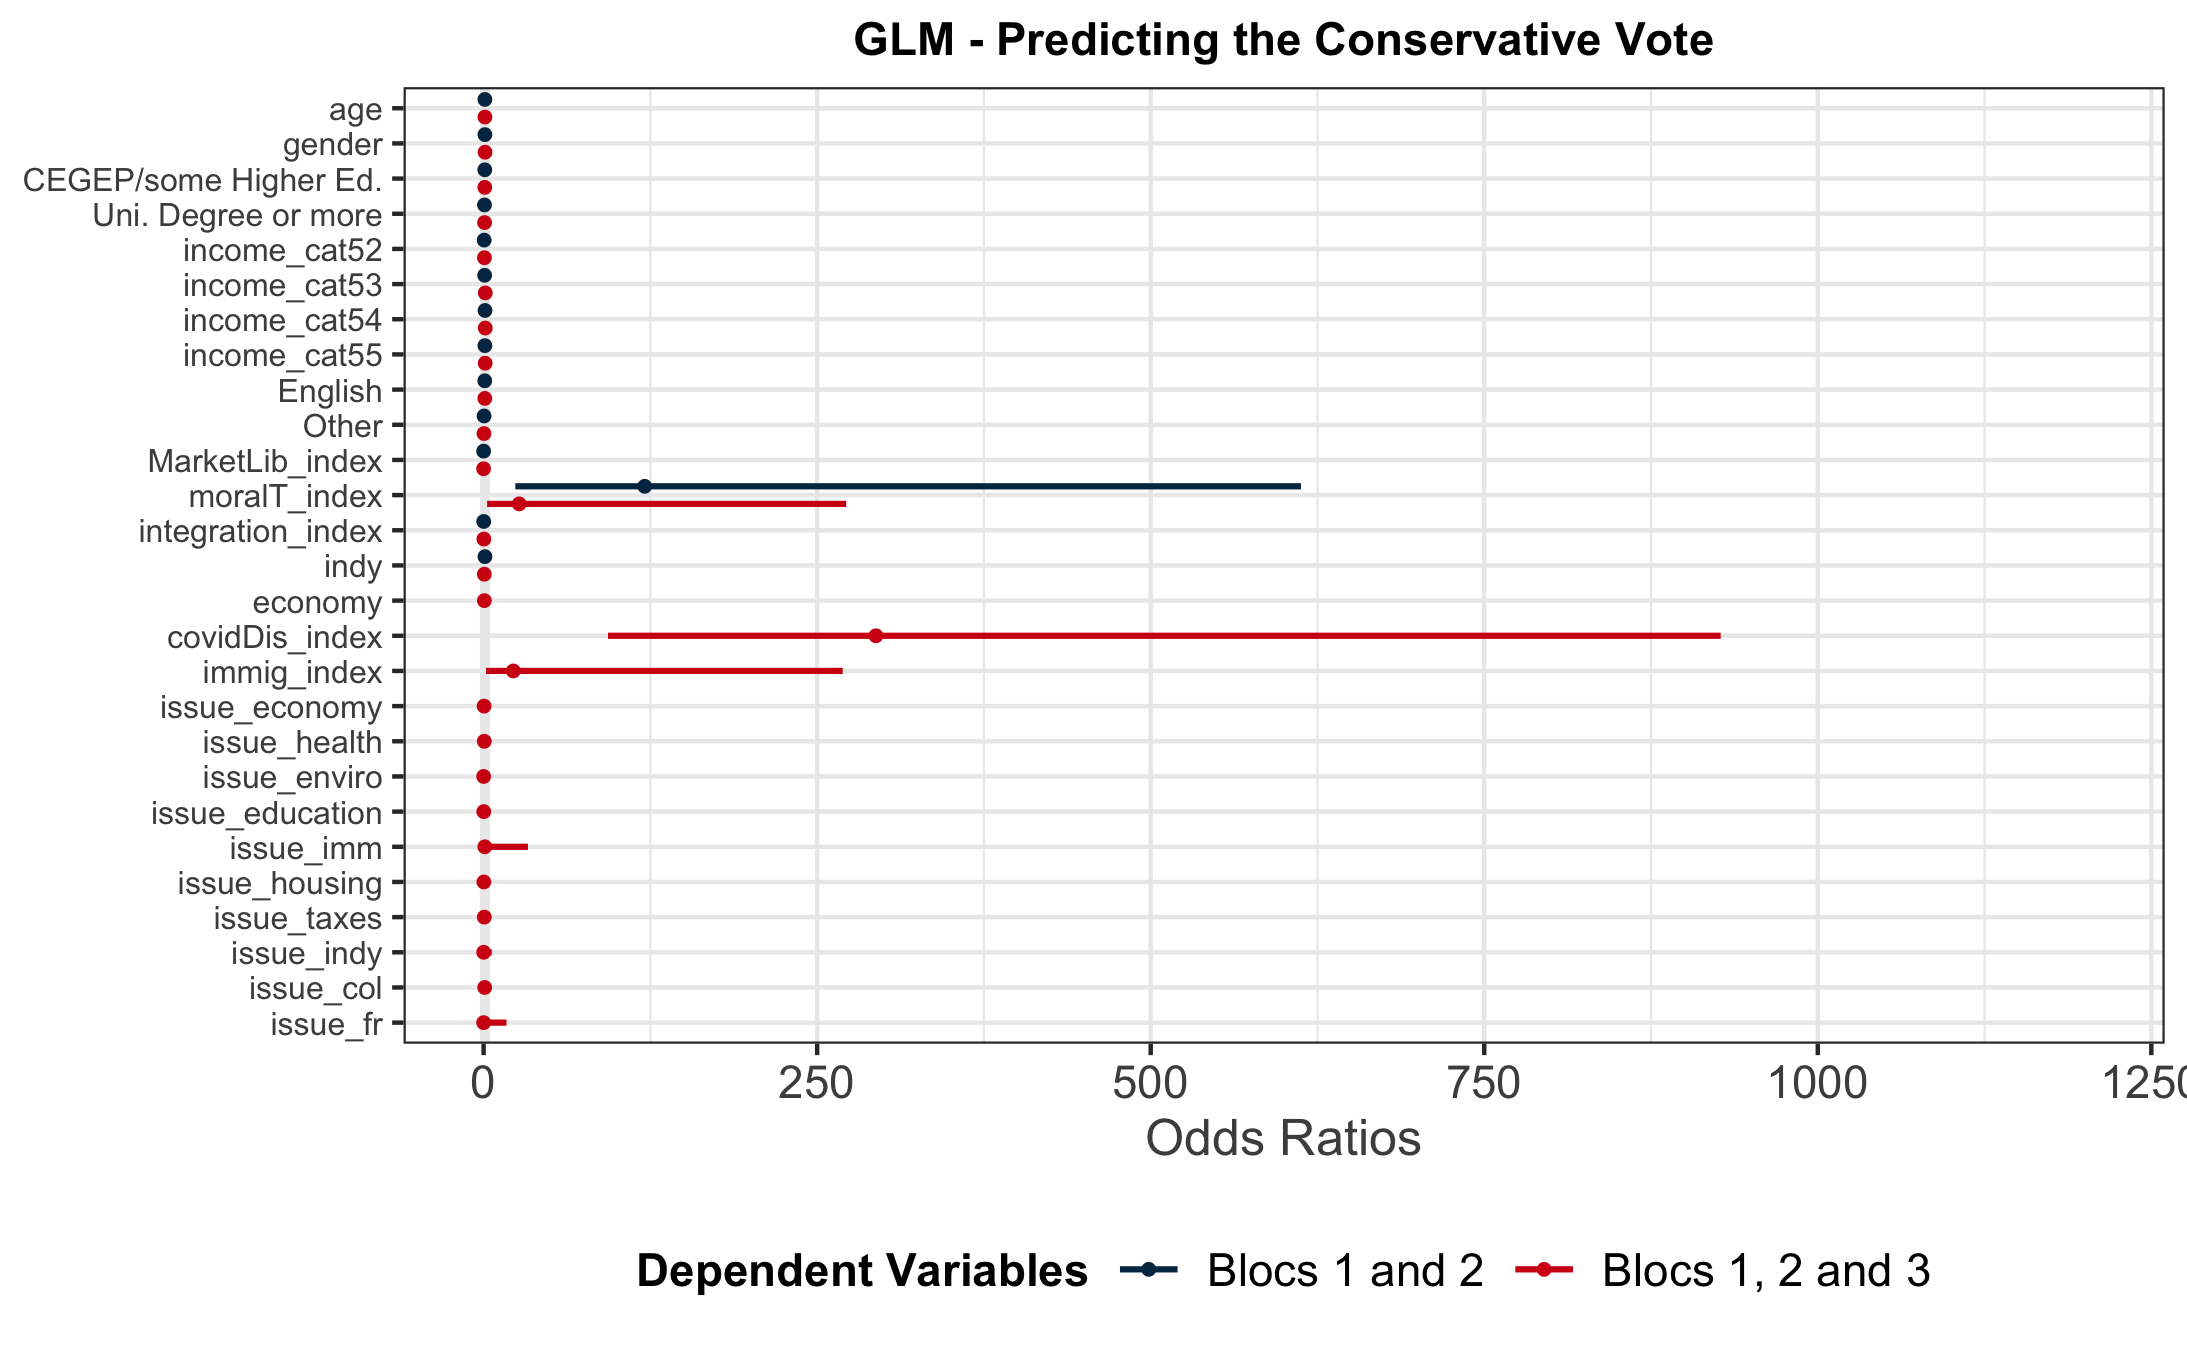 GLM - Predicting the Conservative Vote
age
gender
CEGEP/some Higher Ed.
Uni. Degree or more
income_cat52
income_cat53
income_cat54
income_cat55
English
Other
MarketLib_index
moralT_index
integration_index
indy
economy
covidDis_index
immig_index
issue_economy
issue_health
issue_enviro
issue_education
issue_imm
issue_housing
issue_taxes
issue_indy
issue_col
issue_fr
0 250 500 750 1000 1250
Odds Ratios
Dependent Variables Blocs 1 and 2 Blocs 1, 2 and 3